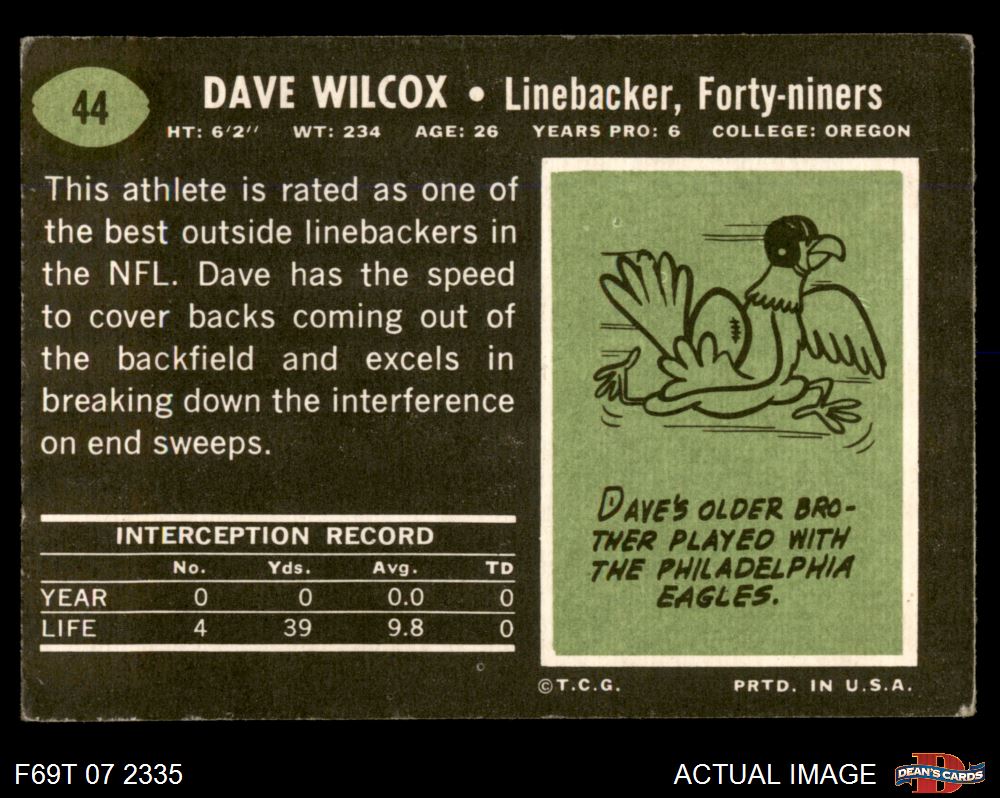 44
DAVE WILCOX • Linebacker, Forty-niners
HT: 6'2" WT: 234 AGE: 26 YEARS PRO: 6 COLLEGE: OREGON
This athlete is rated as one of
the best outside linebackers in
the NFL. Dave has the speed
to cover backs coming out of
the backfield and excels in
breaking down the interference
on end sweeps.
INTERCEPTION RECORD
No. Yds. Avg. TD
YEAR 0 0 0.0 0
LIFE 4 39 9.8 0
DAVE'S OLDER BRO-
THER PLAYED WITH
THE PHILADELPHIA
EAGLES.
©T.C.G. PRTD. IN U.S.A.
F69T 07 2335
ACTUAL IMAGE
D
DEAN'S CARDS